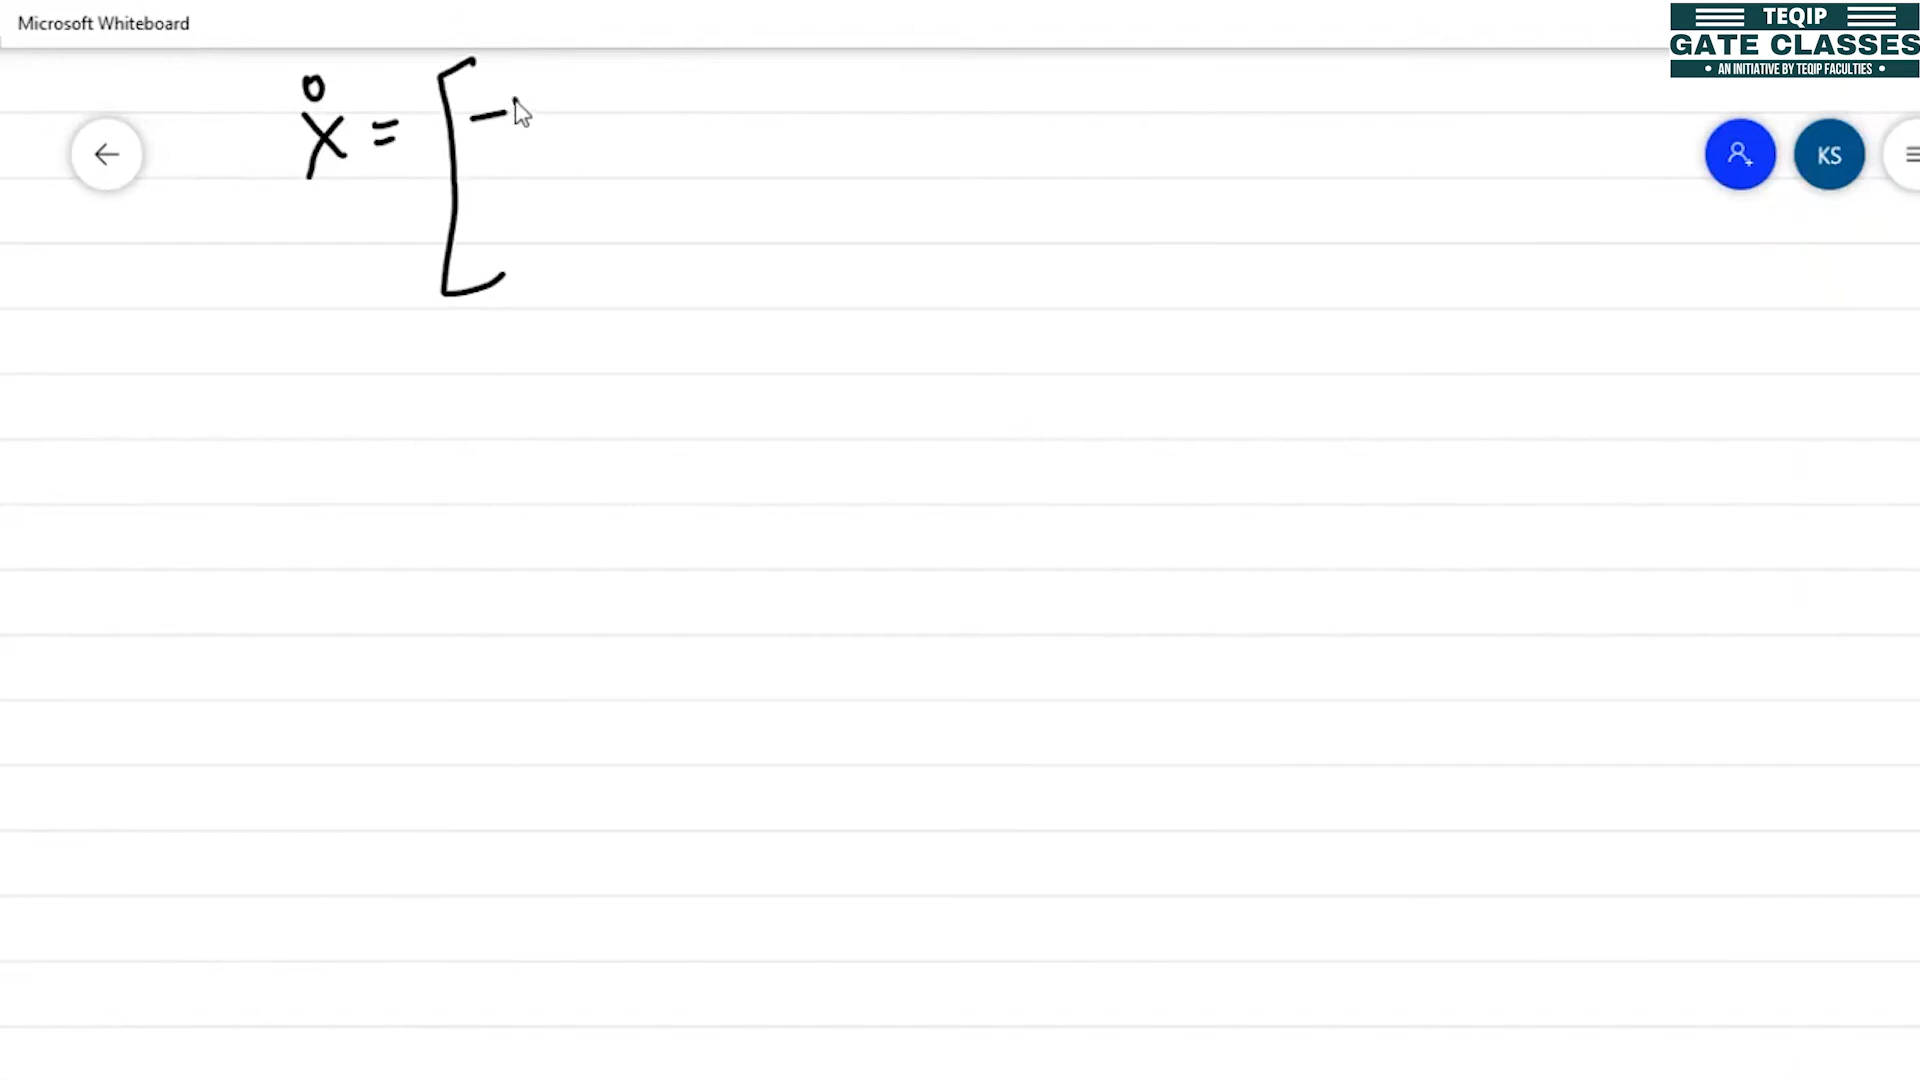 Microsoft Whiteboard
TEQIP
GATE CLASSES
• AN INITIATIVE BY TEQIP FACULTIES •
ẋ = [ –
KS